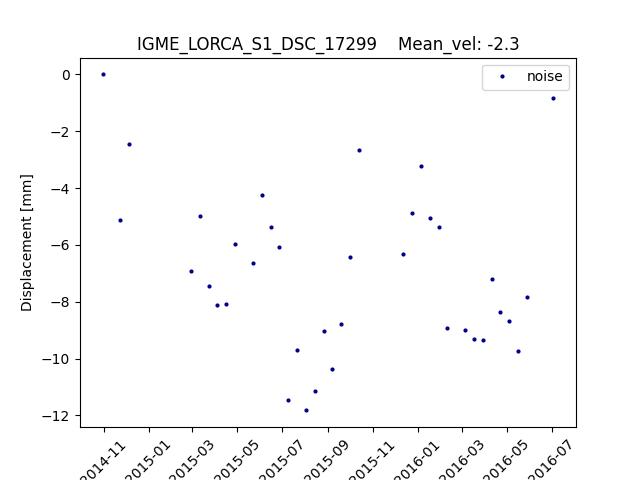 IGME_LORCA_S1_DSC_17299    Mean_vel: -2.3
noise
Displacement [mm]
0
−2
−4
−6
−8
−10
−12
2014-11 2015-01 2015-03 2015-05 2015-07 2015-09 2015-11 2016-01 2016-03 2016-05 2016-07